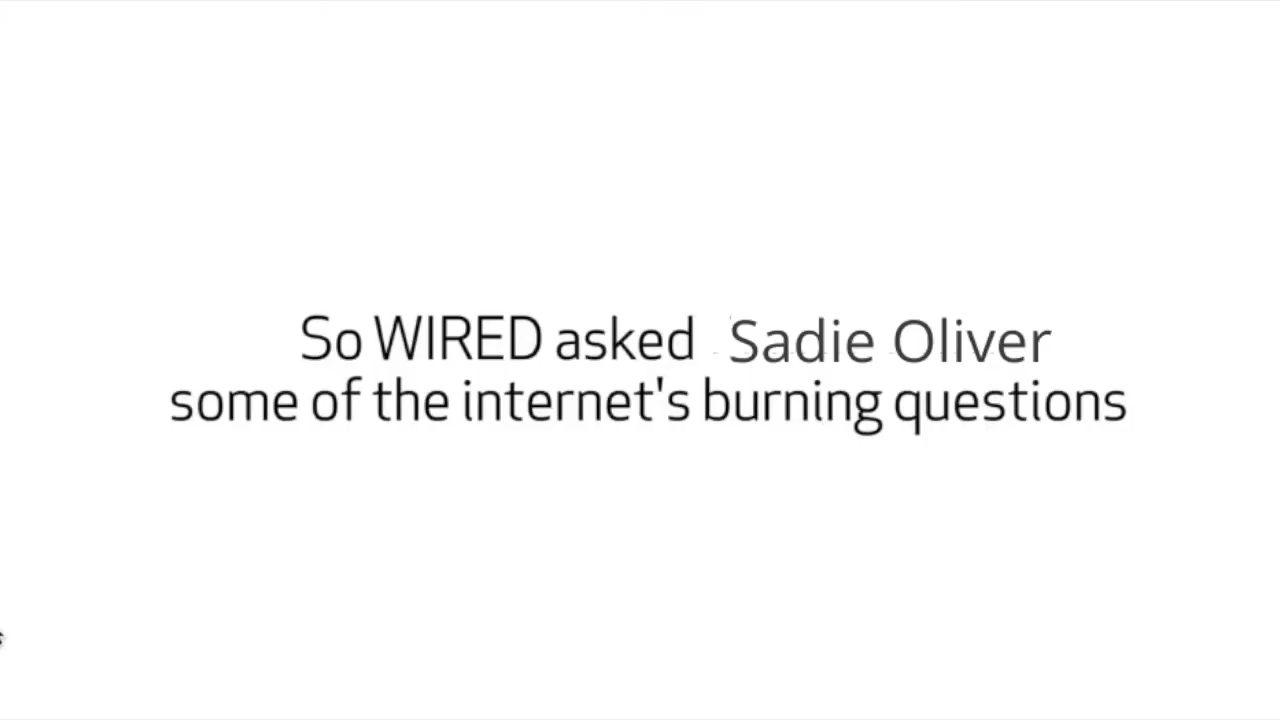 So WIRED asked Sadie Oliver
some of the internet's burning questions